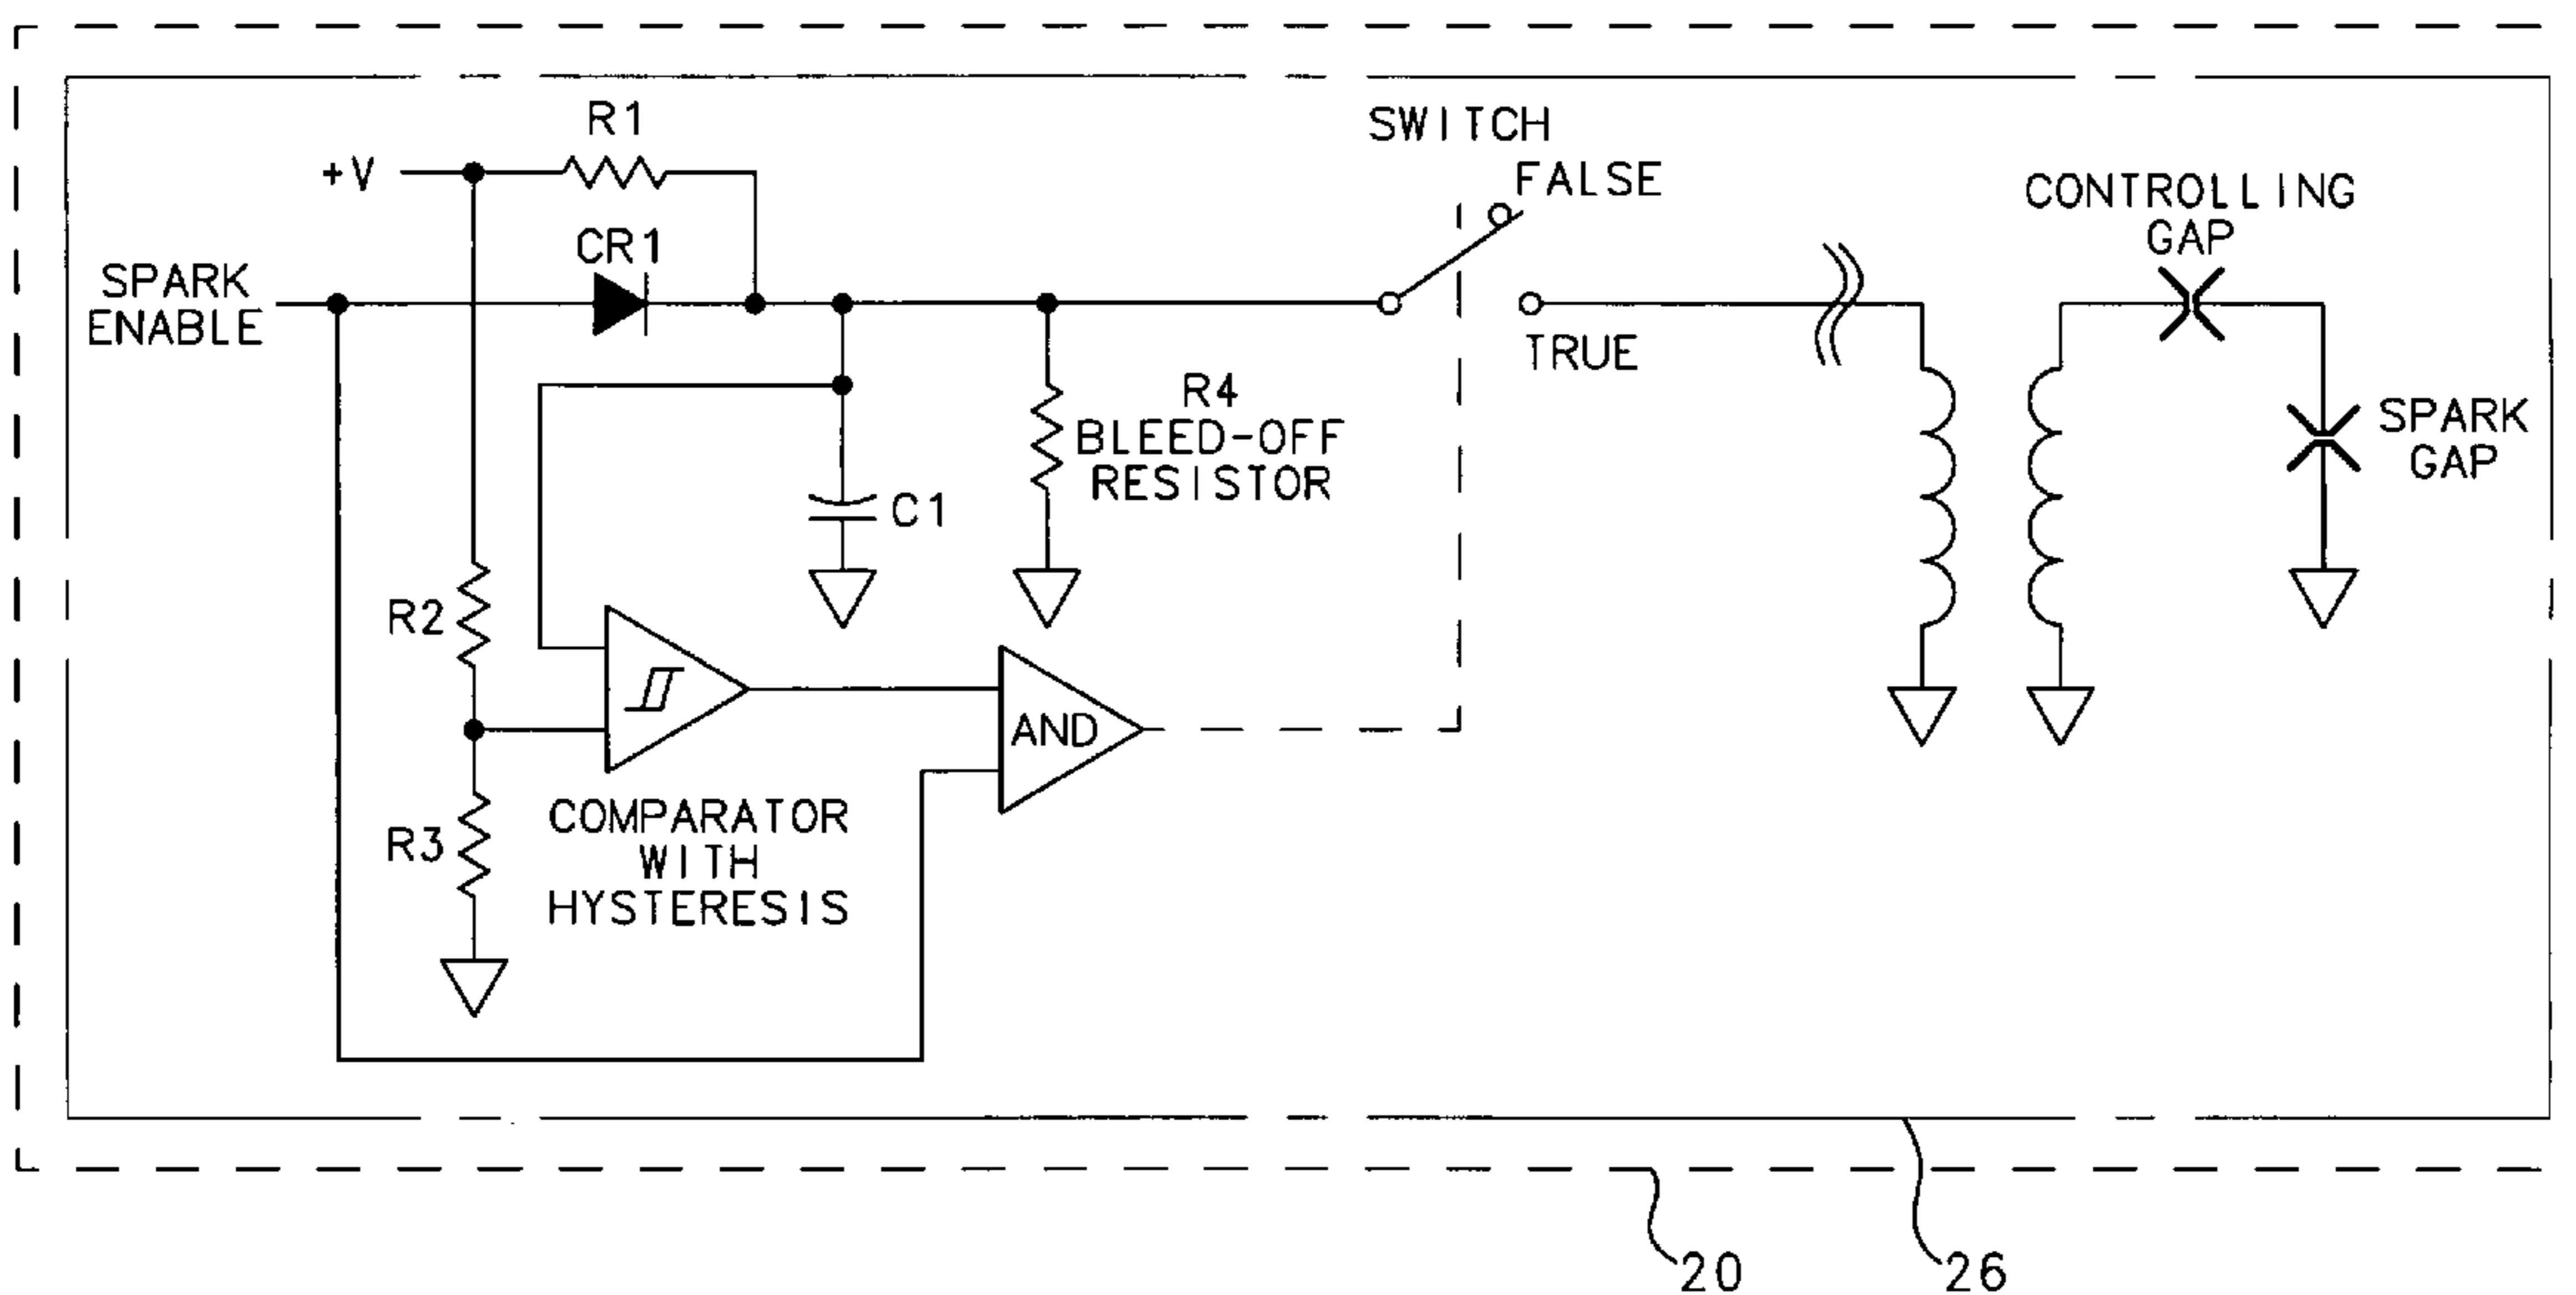 R1
+V
SWITCH
FALSE
CONTROLLING
GAP
CR1
SPARK
ENABLE
TRUE
R4
BLEED-OFF
RESISTOR
SPARK
GAP
C1
R2
AND
COMPARATOR
WITH
HYSTERESIS
R3
20
26